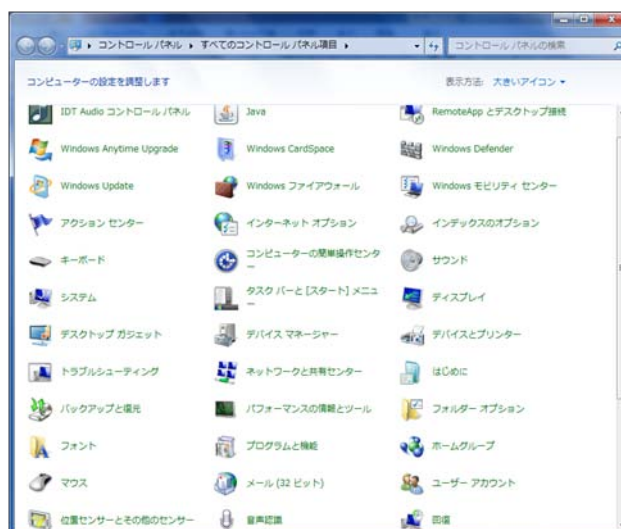 コントロール パネル ▸ すべてのコントロール パネル項目 ▸
コントロール パネルの検索
コンピューターの設定を調整します
表示方法: 大きいアイコン
IDT Audio コントロール パネル
Java
RemoteApp とデスクトップ接続
Windows Anytime Upgrade
Windows CardSpace
Windows Defender
Windows Update
Windows ファイアウォール
Windows モビリティ センター
アクション センター
インターネット オプション
インデックスのオプション
キーボード
コンピューターの簡単操作センタ
ー
サウンド
システム
タスク バーと [スタート] メニュ
ー
ディスプレイ
デスクトップ ガジェット
デバイス マネージャー
デバイスとプリンター
トラブルシューティング
ネットワークと共有センター
はじめに
バックアップと復元
パフォーマンスの情報とツール
フォルダー オプション
フォント
プログラムと機能
ホームグループ
マウス
メール (32 ビット)
ユーザー アカウント
位置センサーとその他のセンサー
音声認識
回復